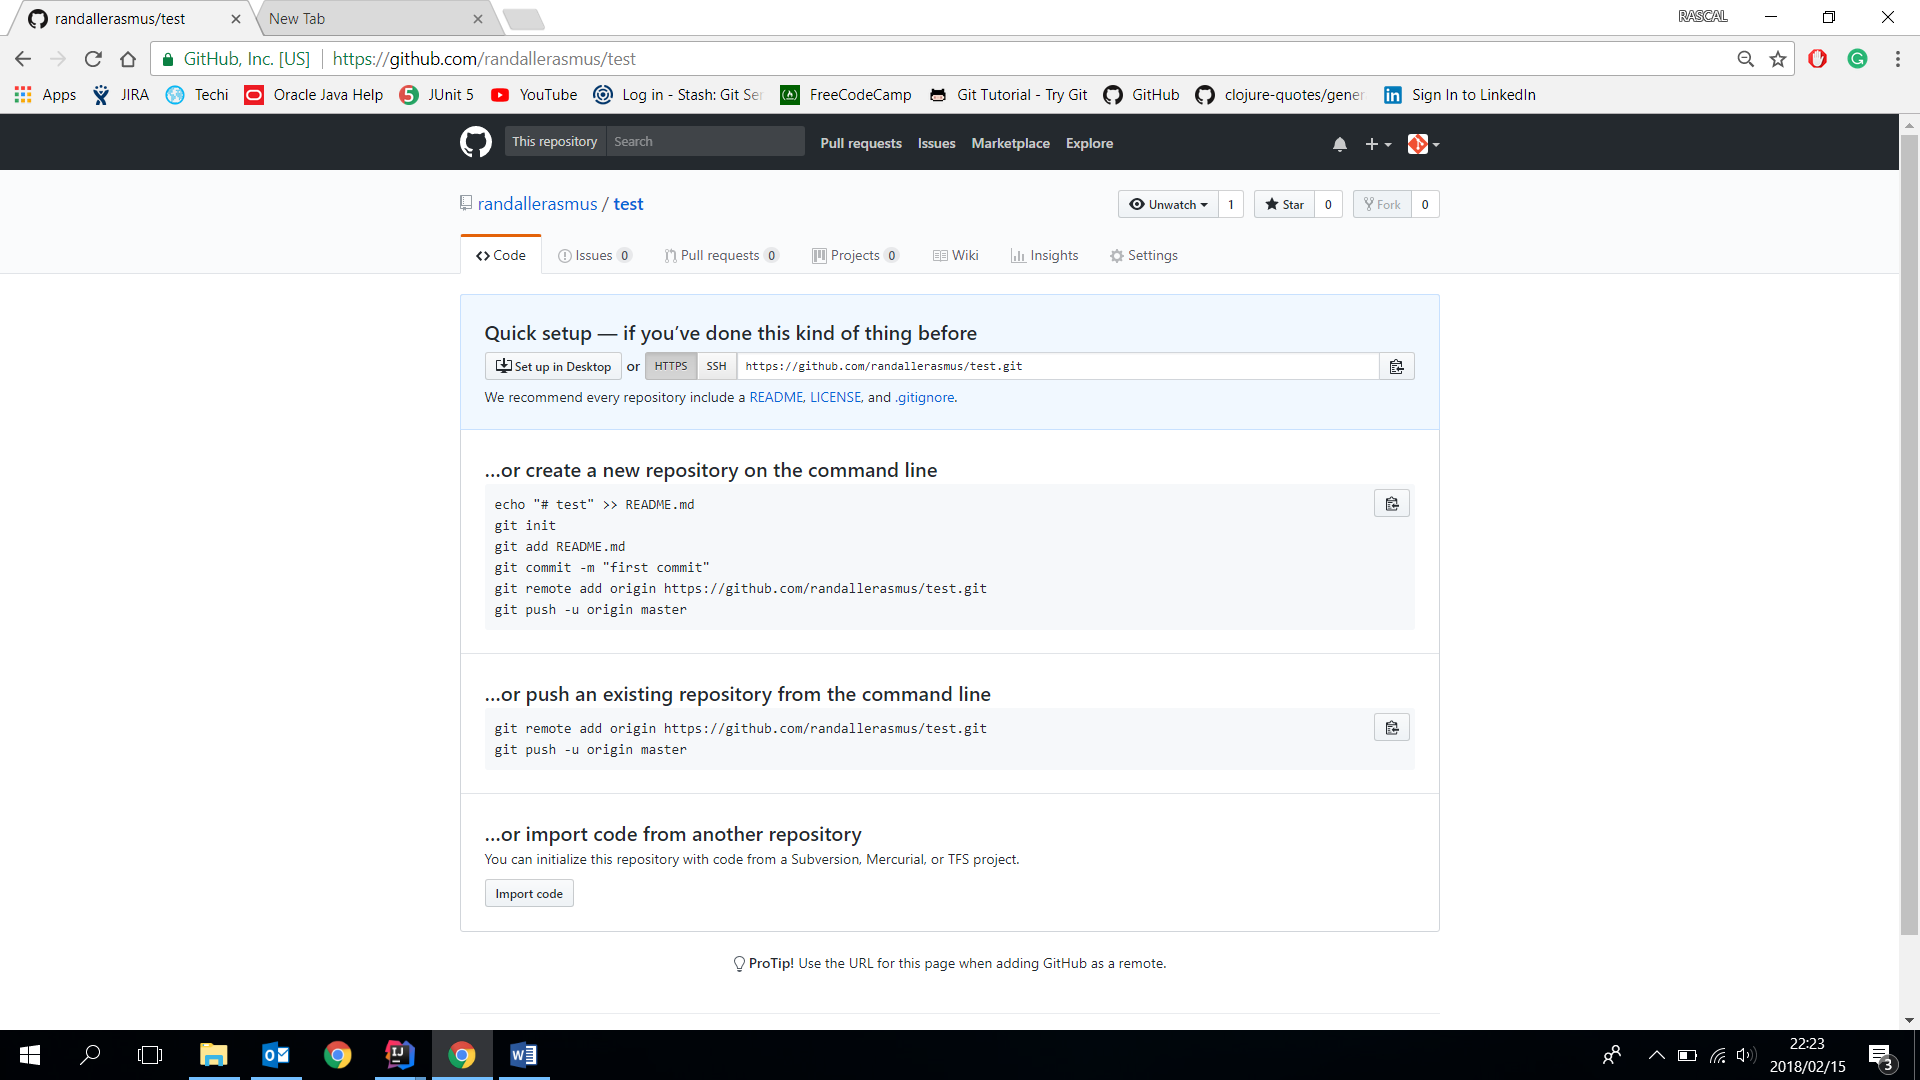 randallerasmus/test
New Tab
RASCAL
GitHub, Inc. [US]
https://github.com/randallerasmus/test
Apps
JIRA
Techi
Oracle Java Help
JUnit 5
YouTube
Log in - Stash: Git Ser
FreeCodeCamp
Git Tutorial - Try Git
GitHub
clojure-quotes/gener
Sign In to LinkedIn
This repository
Search
Pull requests
Issues
Marketplace
Explore
randallerasmus / test
Unwatch 1
Star 0
Fork 0
Code
Issues 0
Pull requests 0
Projects 0
Wiki
Insights
Settings
Quick setup — if you’ve done this kind of thing before
Set up in Desktop or HTTPS SSH https://github.com/randallerasmus/test.git
We recommend every repository include a README, LICENSE, and .gitignore.
…or create a new repository on the command line
echo "# test" >> README.md
git init
git add README.md
git commit -m "first commit"
git remote add origin https://github.com/randallerasmus/test.git
git push -u origin master
…or push an existing repository from the command line
git remote add origin https://github.com/randallerasmus/test.git
git push -u origin master
…or import code from another repository
You can initialize this repository with code from a Subversion, Mercurial, or TFS project.
Import code
ProTip! Use the URL for this page when adding GitHub as a remote.
22:23
2018/02/15
3